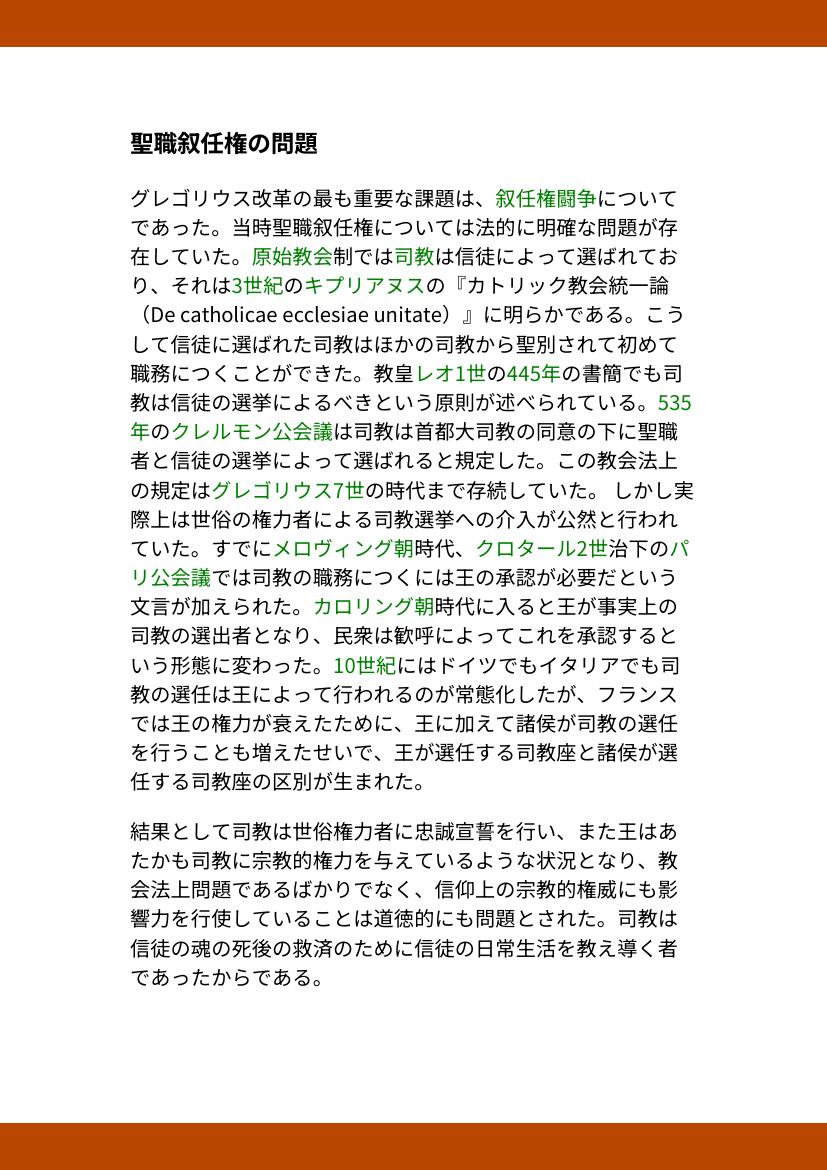 聖職叙任権の問題
グレゴリウス改革の最も重要な課題は、叙任権闘争について
であった。当時聖職叙任権については法的に明確な問題が存
在していた。原始教会制では司教は信徒によって選ばれてお
り、それは3世紀のキプリアヌスの『カトリック教会統一論
（De catholicae ecclesiae unitate）』に明らかである。こう
して信徒に選ばれた司教はほかの司教から聖別されて初めて
職務につくことができた。教皇レオ1世の445年の書簡でも司
教は信徒の選挙によるべきという原則が述べられている。535
年のクレルモン公会議は司教は首都大司教の同意の下に聖職
者と信徒の選挙によって選ばれると規定した。この教会法上
の規定はグレゴリウス7世の時代まで存続していた。 しかし実
際上は世俗の権力者による司教選挙への介入が公然と行われ
ていた。すでにメロヴィング朝時代、クロタール2世治下のパ
リ公会議では司教の職務につくには王の承認が必要だという
文言が加えられた。カロリング朝時代に入ると王が事実上の
司教の選出者となり、民衆は歓呼によってこれを承認すると
いう形態に変わった。10世紀にはドイツでもイタリアでも司
教の選任は王によって行われるのが常態化したが、フランス
では王の権力が衰えたために、王に加えて諸侯が司教の選任
を行うことも増えたせいで、王が選任する司教座と諸侯が選
任する司教座の区別が生まれた。
結果として司教は世俗権力者に忠誠宣誓を行い、また王はあ
たかも司教に宗教的権力を与えているような状況となり、教
会法上問題であるばかりでなく、信仰上の宗教的権威にも影
響力を行使していることは道徳的にも問題とされた。司教は
信徒の魂の死後の救済のために信徒の日常生活を教え導く者
であったからである。